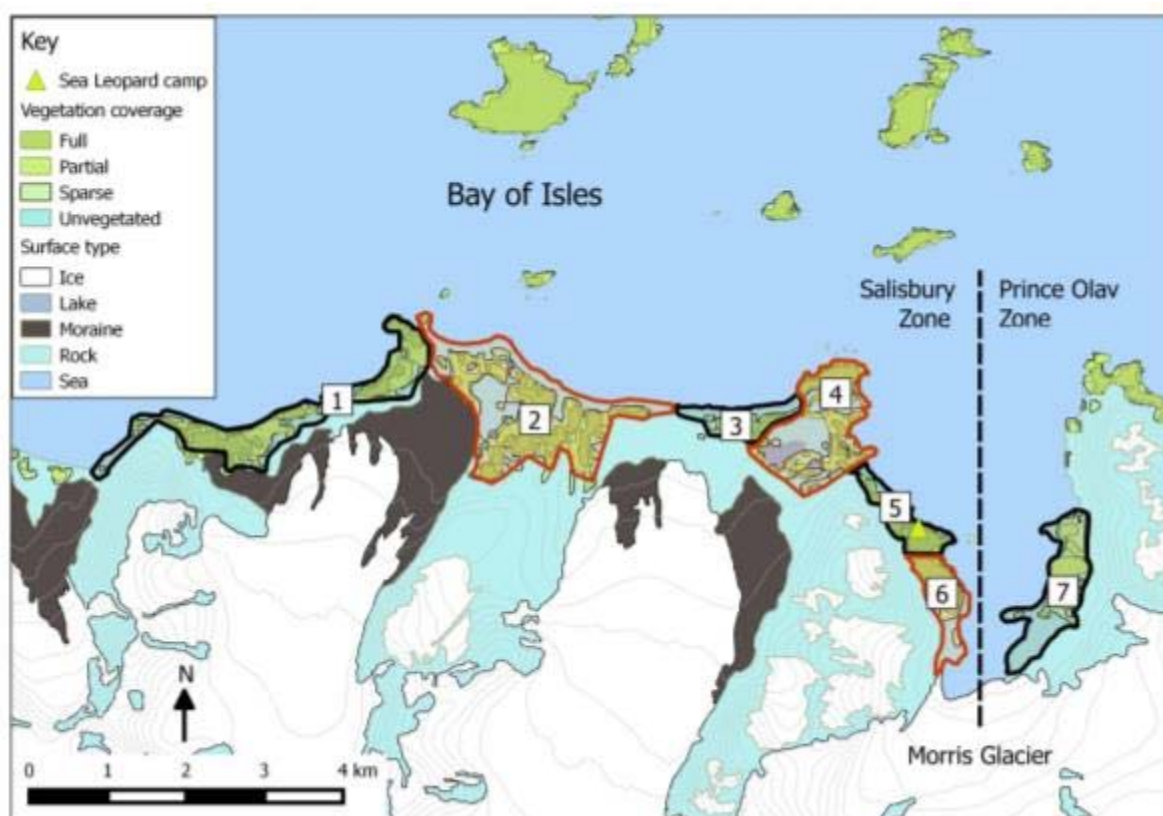 Key
Sea Leopard camp
Vegetation coverage
Full
Partial
Sparse
Unvegetated
Surface type
Ice
Lake
Moraine
Rock
Sea
Bay of Isles
Salisbury
Zone
Prince Olav
Zone
1
2
3
4
5
6
7
N
0 1 2 3 4 km
Morris Glacier